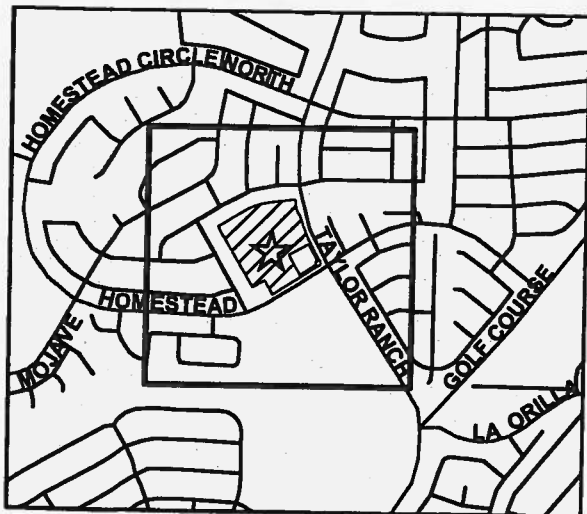 HOMESTEAD CIRCLE NORTH
HOMESTEAD
MOJAVE
TAYLOR RANCH
GOLF COURSE
LA ORILLA